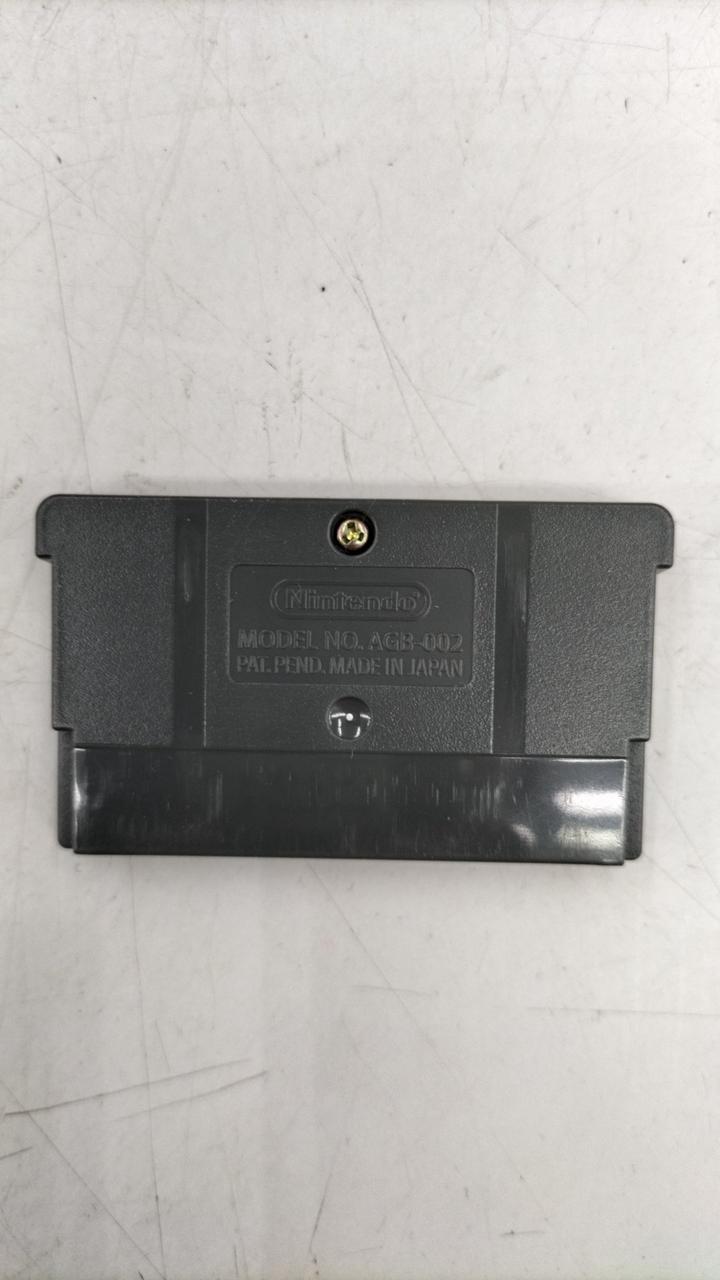 Nintendo®
MODEL NO. AGB-002
PAT. PEND. MADE IN JAPAN